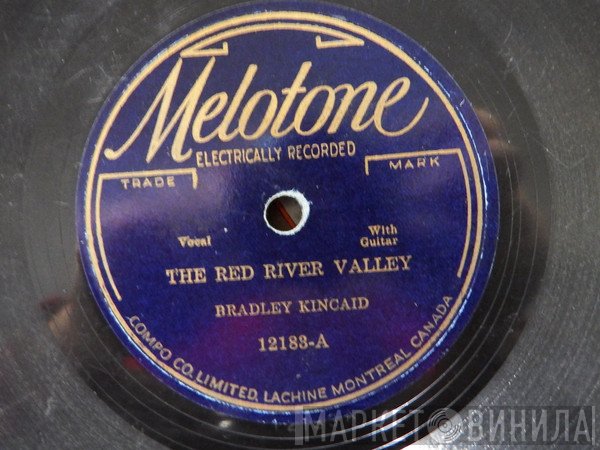 Melotone
ELECTRICALLY RECORDED
TRADE
MARK
Vocal
With
Guitar
THE RED RIVER VALLEY
BRADLEY KINCAID
12183-A
COMPO CO. LIMITED, LACHINE MONTREAL CANADA
МАРКЕТ ВИНИЛА